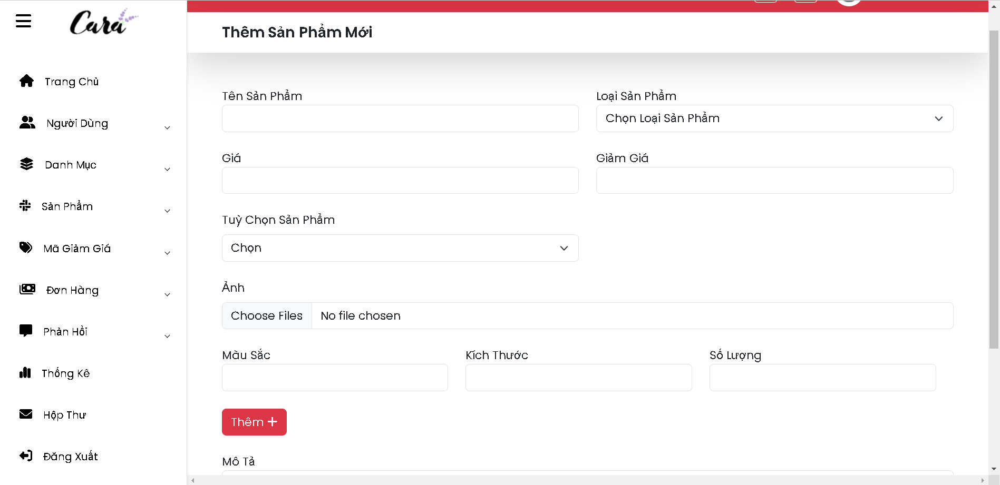 Cara
Trang Chủ
Người Dùng
Danh Mục
Sản Phẩm
Mã Giảm Giá
Đơn Hàng
Phản Hồi
Thống Kê
Hộp Thư
Đăng Xuất
Thêm Sản Phẩm Mới
Tên Sản Phẩm
Loại Sản Phẩm
Chọn Loại Sản Phẩm
Giá
Giảm Giá
Tuỳ Chọn Sản Phẩm
Chọn
Ảnh
Choose Files No file chosen
Màu Sắc
Kích Thước
Số Lượng
Thêm +
Mô Tả